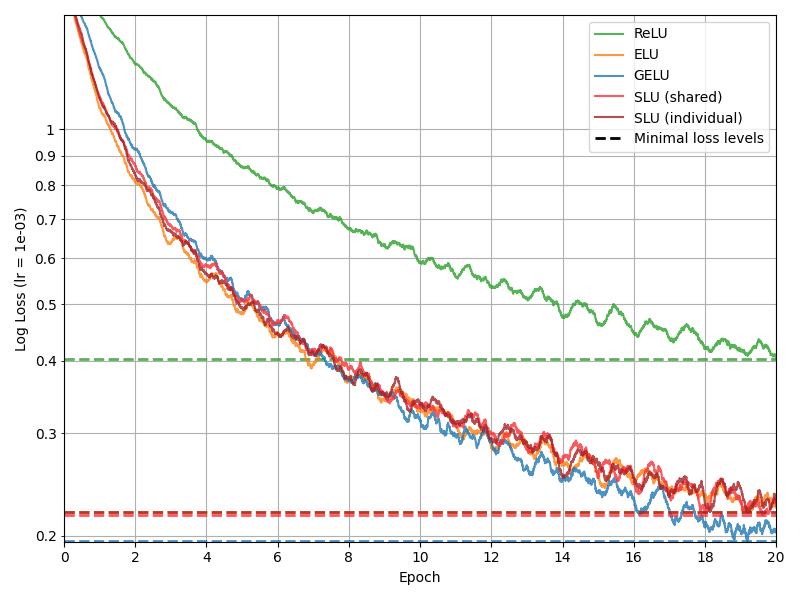 ReLU
ELU
GELU
SLU (shared)
SLU (individual)
Minimal loss levels
Log Loss (lr = 1e-03)
1
0.9
0.8
0.7
0.6
0.5
0.4
0.3
0.2
0 2 4 6 8 10 12 14 16 18 20
Epoch